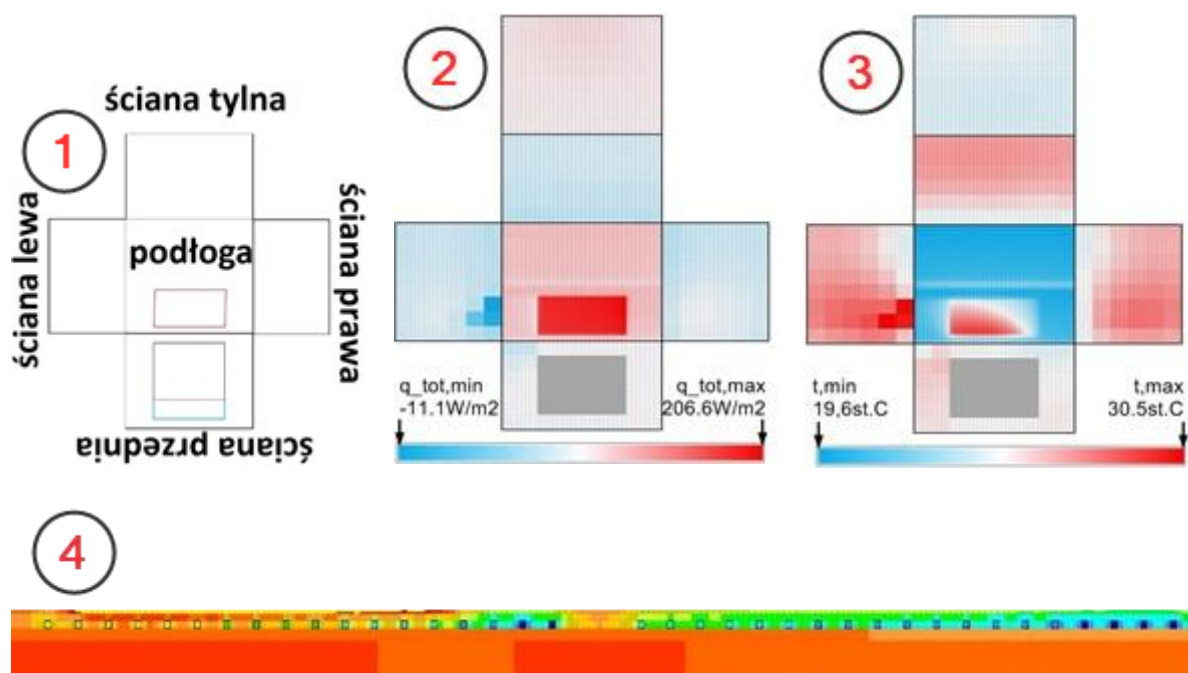 1
ściana tylna
ściana lewa
podłoga
ściana prawa
ściana przednia
2
q_tot,min
-11.1W/m2
q_tot,max
206.6W/m2
3
t,min
19,6st.C
t,max
30.5st.C
4